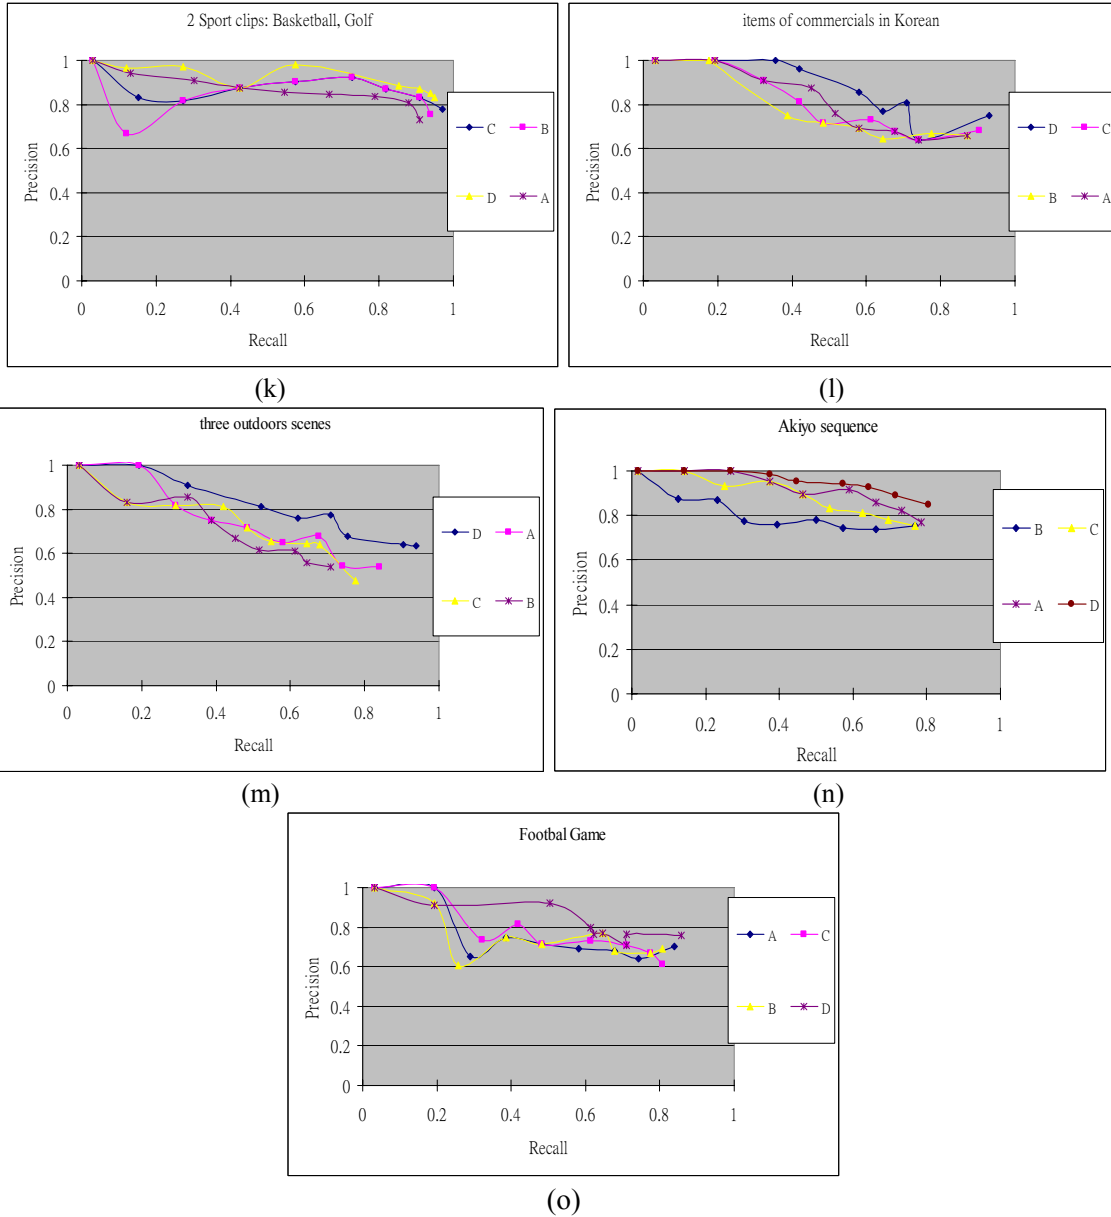 2 Sport clips: Basketball, Golf
1
0.8
0.6
0.4
0.2
0
Precision
0 0.2 0.4 0.6 0.8 1
Recall
C B
D A
(k)
items of commercials in Korean
1
0.8
0.6
0.4
0.2
0
Precision
0 0.2 0.4 0.6 0.8 1
Recall
D C
B A
(l)
three outdoors scenes
1
0.8
0.6
0.4
0.2
0
Precision
0 0.2 0.4 0.6 0.8 1
Recall
D A
C B
(m)
Akiyo sequence
1
0.8
0.6
0.4
0.2
0
Precision
0 0.2 0.4 0.6 0.8 1
Recall
B C
A D
(n)
Footbal Game
1
0.8
0.6
0.4
0.2
0
Precision
0 0.2 0.4 0.6 0.8 1
Recall
A C
B D
(o)